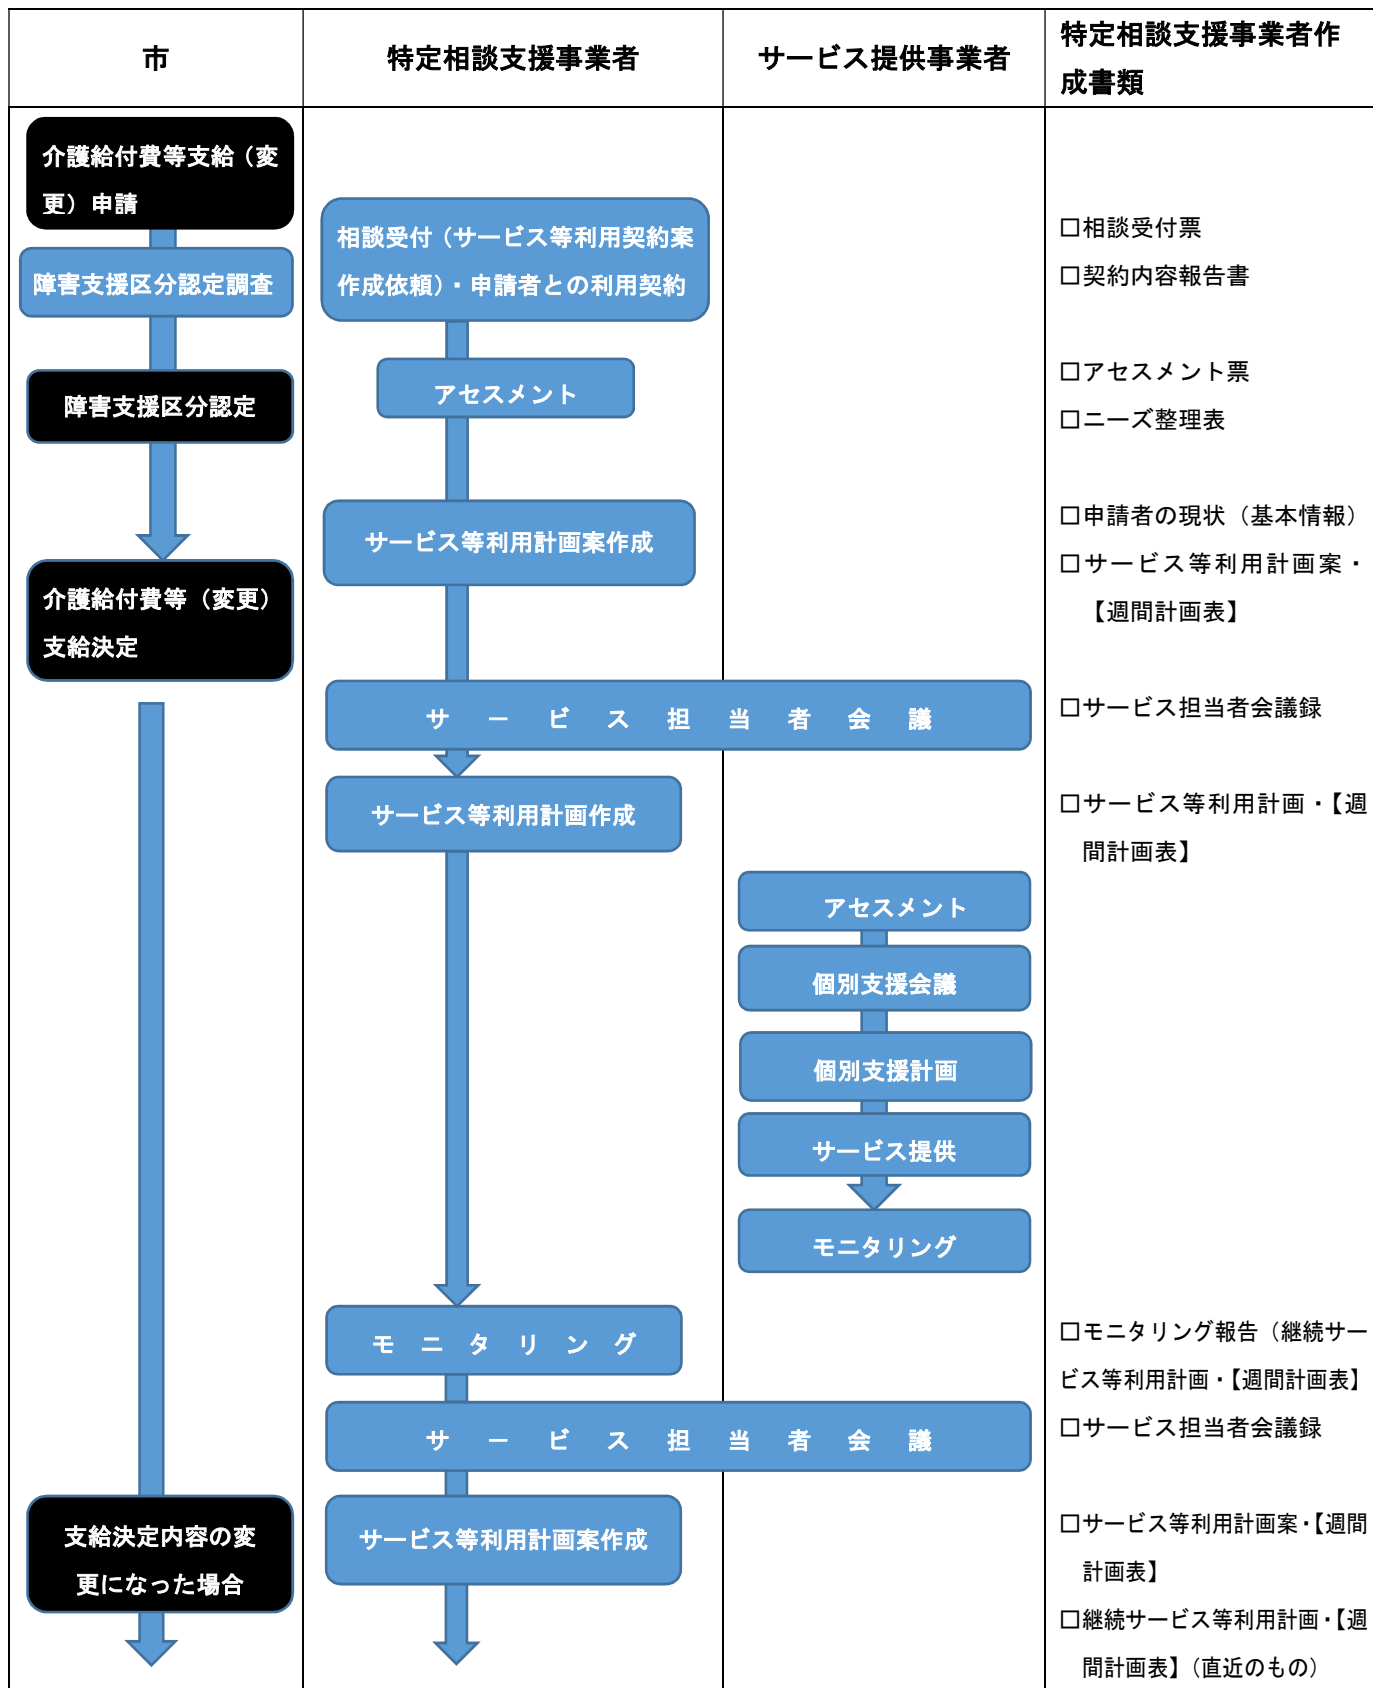 市
特定相談支援事業者
サービス提供事業者
特定相談支援事業者作
成書類
介護給付費等支給（変
更）申請
障害支援区分認定調査
障害支援区分認定
介護給付費等（変更）
支給決定
支給決定内容の変
更になった場合
相談受付（サービス等利用契約案
作成依頼）・申請者との利用契約
アセスメント
サービス等利用計画案作成
サービス担当者会議
サービス等利用計画作成
アセスメント
個別支援会議
個別支援計画
サービス提供
モニタリング
モニタリング
サービス担当者会議
サービス等利用計画案作成
□相談受付票
□契約内容報告書
□アセスメント票
□ニーズ整理表
□申請者の現状（基本情報）
□サービス等利用計画案・
【週間計画表】
□サービス担当者会議録
□サービス等利用計画・【週
間計画表】
□モニタリング報告（継続サー
ビス等利用計画・【週間計画表】
□サービス担当者会議録
□サービス等利用計画案・【週間
計画表】
□継続サービス等利用計画・【週
間計画表】（直近のもの）